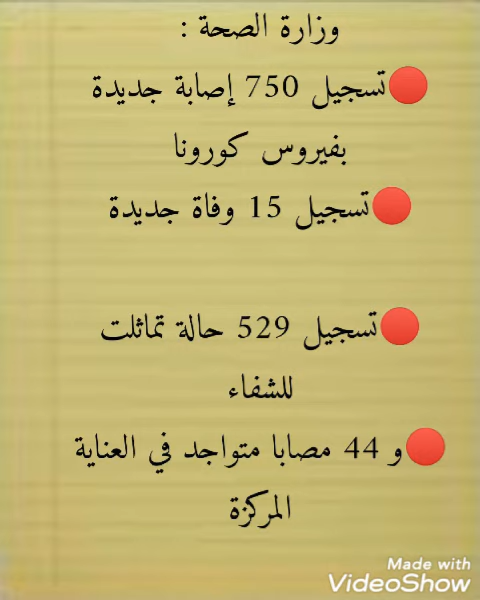 وزارة الصحة :
🔴تسجيل 750 إصابة جديدة
بفيروس كورونا
🔴تسجيل 15 وفاة جديدة
🔴تسجيل 529 حالة تماثلت
للشفاء
🔴و 44 مصابا متواجد في العناية
المركزة
Made with
VideoShow